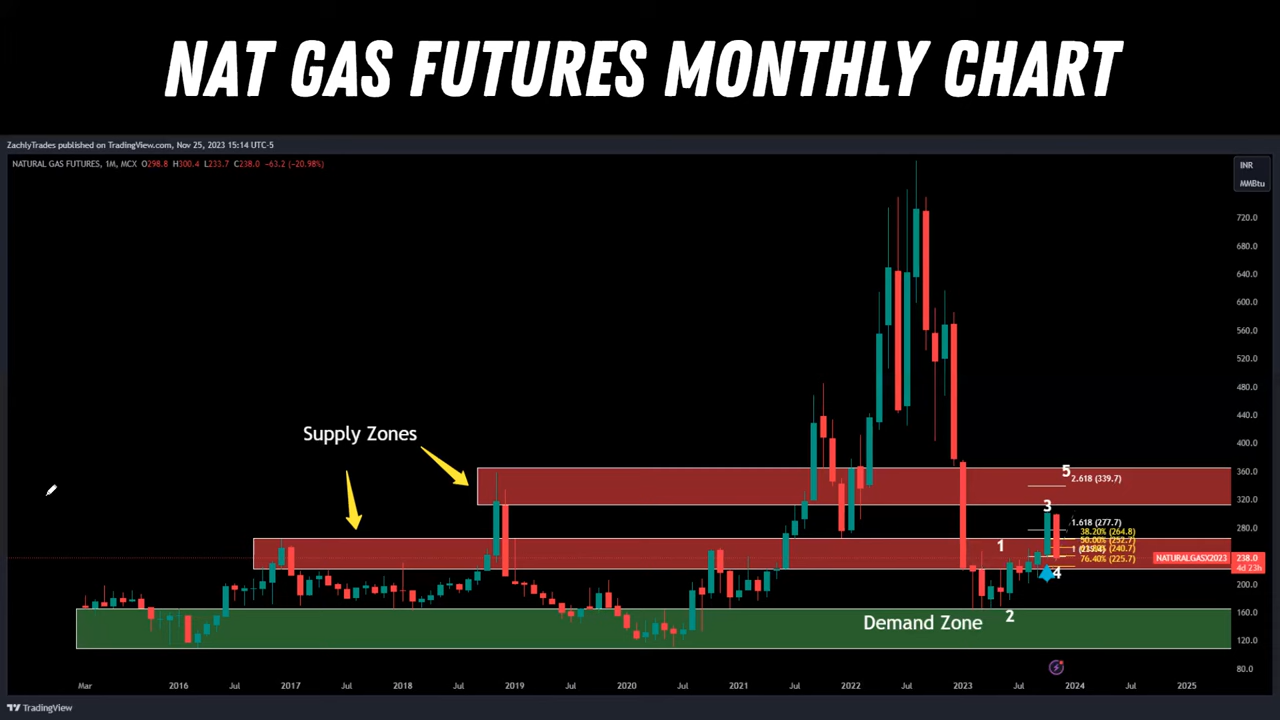 NAT GAS FUTURES MONTHLY CHART
ZachlyTrades published on TradingView.com, Nov 25, 2023 15:14 UTC-5
NATURAL GAS FUTURES, 1M, MCX O298.8 H300.4 L233.7 C238.0 -63.2 (-20.98%)
INR
MMBtu
720.0
680.0
640.0
600.0
560.0
520.0
480.0
440.0
400.0
360.0
320.0
280.0
200.0
160.0
120.0
80.0
Supply Zones
5
2.618 (339.7)
3
1.618 (277.7)
38.20% (264.8)
50.00% (252.7)
1
(240.7)
76.40% (225.7)
NATURALGASX2023 238.0
4d 23h
4
Demand Zone
2
Mar 2016 Jul 2017 Jul 2018 Jul 2019 Jul 2020 Jul 2021 Jul 2022 Jul 2023 Jul 2024 Jul 2025
TradingView